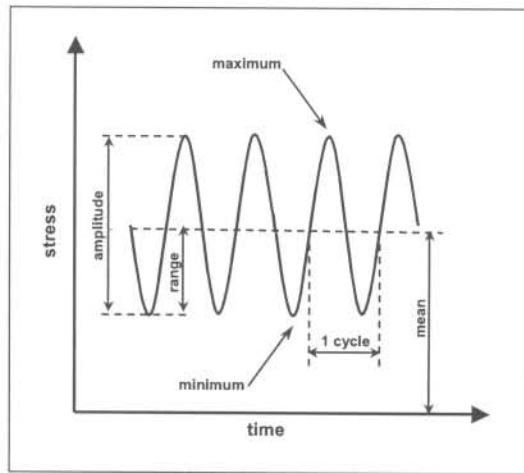 maximum
stress
amplitude
range
mean
1 cycle
minimum
time